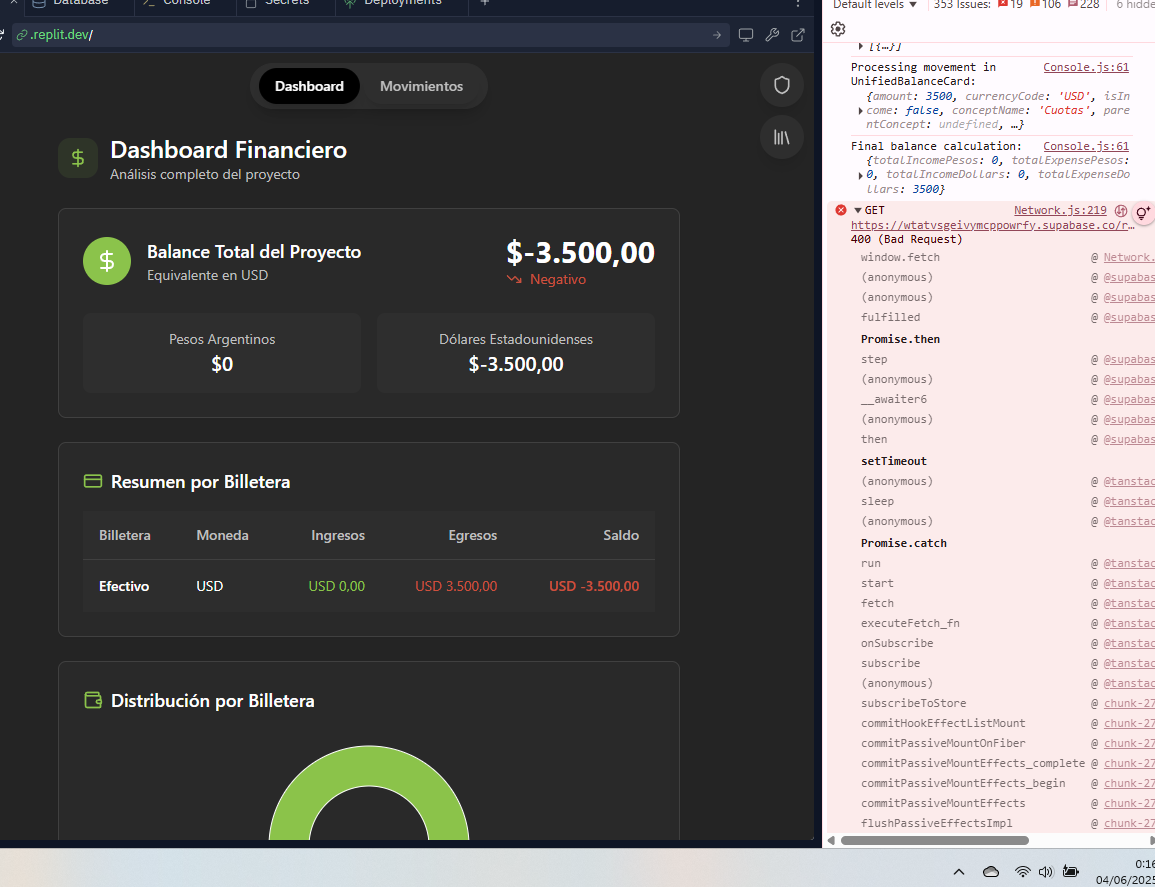 Database
Console
Secrets
Deployments
.replit.dev/
Dashboard
Movimientos
Dashboard Financiero
Análisis completo del proyecto
Balance Total del Proyecto
Equivalente en USD
$-3.500,00
Negativo
Pesos Argentinos
$0
Dólares Estadounidenses
$-3.500,00
Resumen por Billetera
Billetera Moneda Ingresos Egresos Saldo
Efectivo USD USD 0,00 USD 3.500,00 USD -3.500,00
Distribución por Billetera
Default levels 353 Issues: 19 106 228 6 hidde
[{…}]
Processing movement in Console.js:61
UnifiedBalanceCard:
{amount: 3500, currencyCode: 'USD', isIn
come: false, conceptName: 'Cuotas', pare
ntConcept: undefined, …}
Final balance calculation: Console.js:61
{totalIncomePesos: 0, totalExpensePesos:
0, totalIncomeDollars: 0, totalExpenseDo
llars: 3500}
GET Network.js:219
https://wtatvsgeivymcppowrfy.supabase.co/r…
400 (Bad Request)
window.fetch @ Network.
(anonymous) @ @supabas
(anonymous) @ @supabas
fulfilled @ @supabas
Promise.then
step @ @supabas
(anonymous) @ @supabas
__awaiter6 @ @supabas
(anonymous) @ @supabas
then @ @supabas
setTimeout
(anonymous) @ @tanstac
sleep @ @tanstac
(anonymous) @ @tanstac
Promise.catch
run @ @tanstac
start @ @tanstac
fetch @ @tanstac
executeFetch_fn @ @tanstac
onSubscribe @ @tanstac
subscribe @ @tanstac
(anonymous) @ @tanstac
subscribeToStore @ chunk-27
commitHookEffectListMount @ chunk-27
commitPassiveMountOnFiber @ chunk-27
commitPassiveMountEffects_complete @ chunk-27
commitPassiveMountEffects_begin @ chunk-27
commitPassiveMountEffects @ chunk-27
flushPassiveEffectsImpl @ chunk-27
0:16
04/06/2025